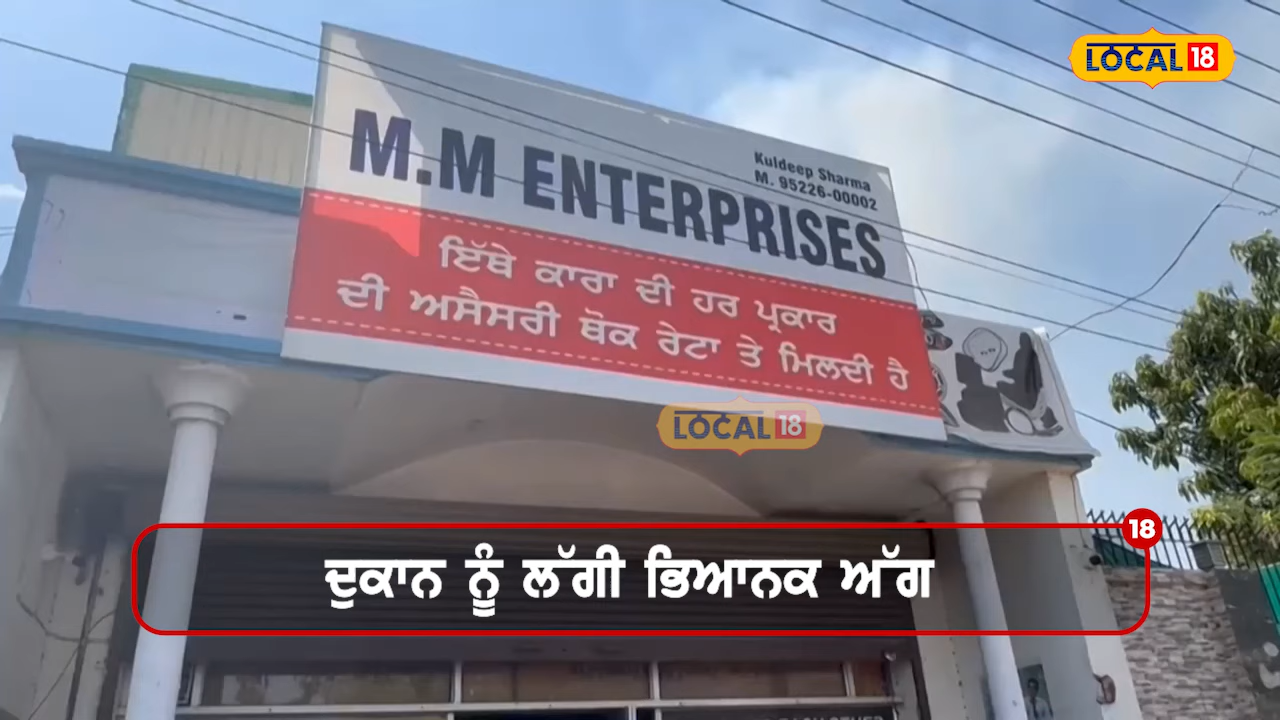 LOCAL 18
M.M ENTERPRISES
Kuldeep Sharma
M. 95226-00002
ਇੱਥੇ ਕਾਰਾ ਦੀ ਹਰ ਪ੍ਰਕਾਰ
ਦੀ ਅਸੈਸਰੀ ਥੋਕ ਰੇਟਾ ਤੇ ਮਿਲਦੀ ਹੈ
LOCAL 18
18
ਦੁਕਾਨ ਨੂੰ ਲੱਗੀ ਭਿਆਨਕ ਅੱਗ